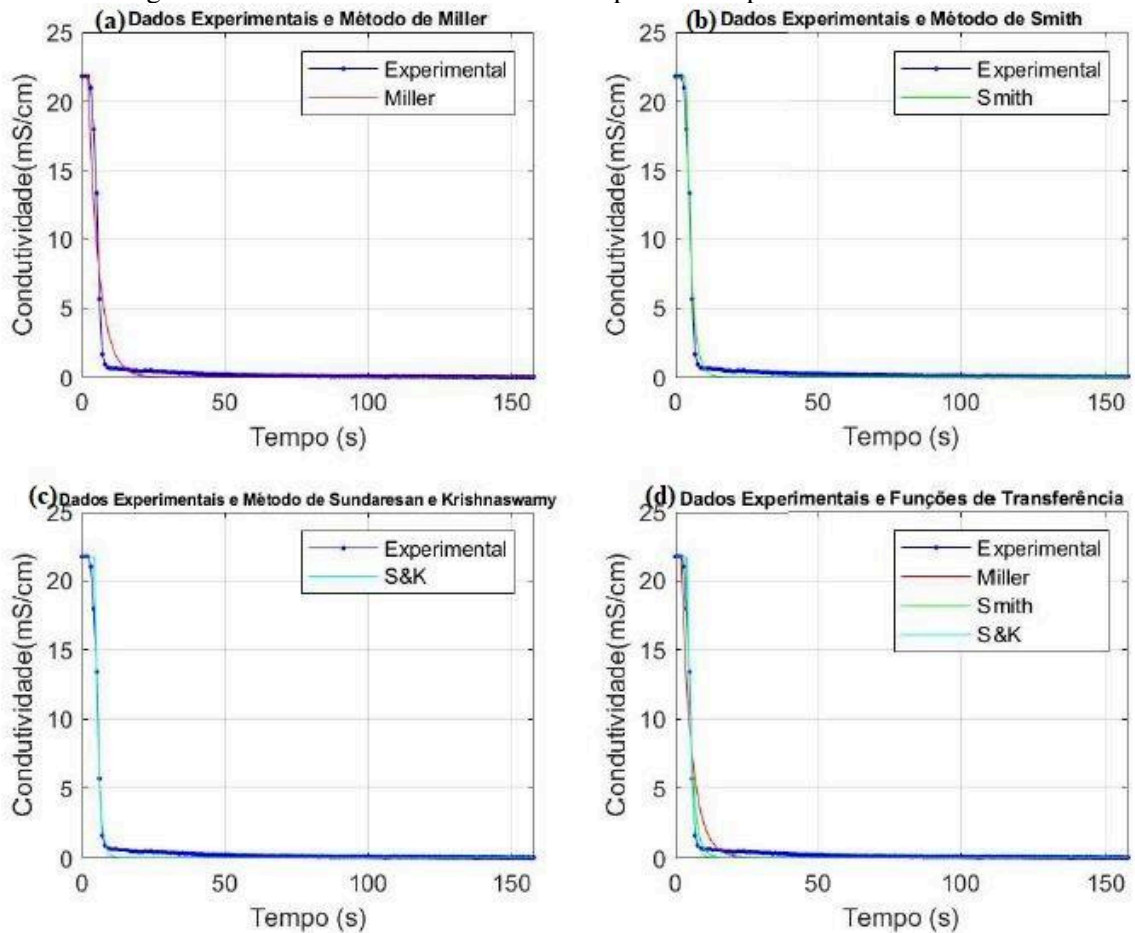 (a) Dados Experimentais e Método de Miller
25
20
15
10
5
0
0 50 100 150
Condutividade(mS/cm)
Tempo (s)
Experimental
Miller
(b) Dados Experimentais e Método de Smith
25
20
15
10
5
0
0 50 100 150
Condutividade(mS/cm)
Tempo (s)
Experimental
Smith
(c) Dados Experimentais e Método de Sundaresan e Krishnaswamy
25
20
15
10
5
0
0 50 100 150
Condutividade(mS/cm)
Tempo (s)
Experimental
S&K
(d) Dados Experimentais e Funções de Transferência
25
20
15
10
5
0
0 50 100 150
Condutividade(mS/cm)
Tempo (s)
Experimental
Miller
Smith
S&K